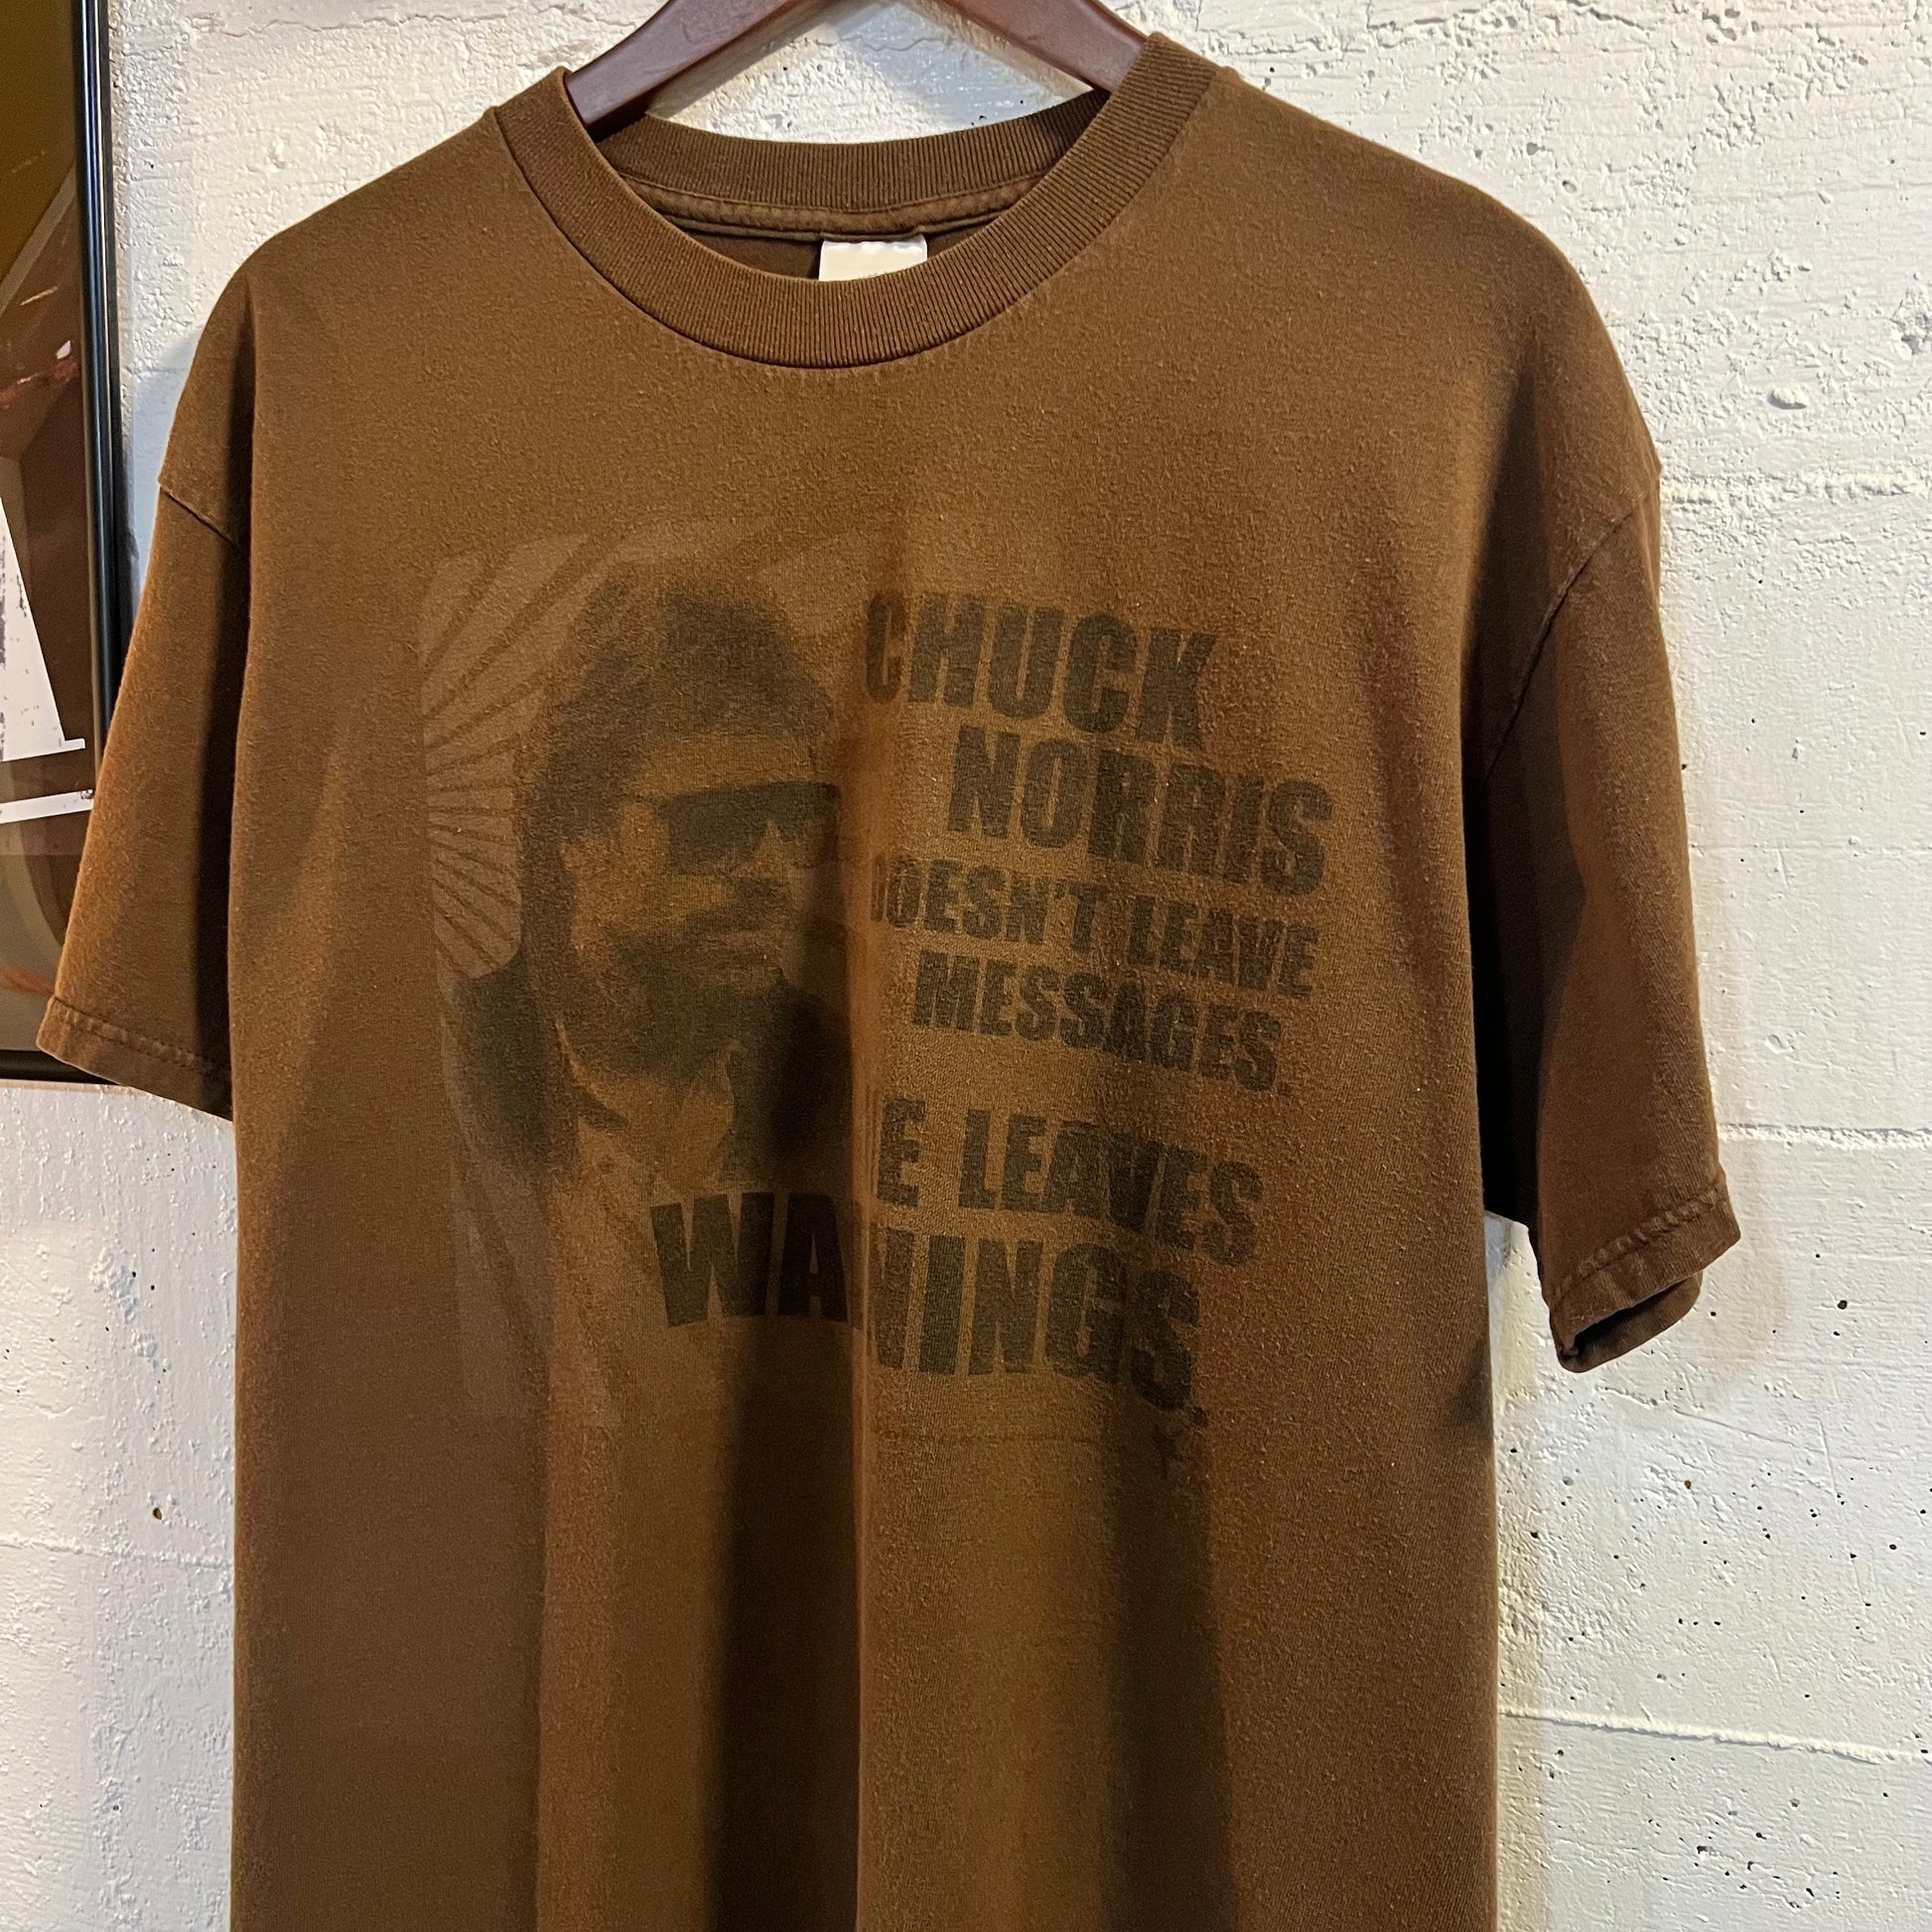 CHUCK
NORRIS
DOESN'T LEAVE
MESSAGES.
HE LEAVES
WARNINGS.